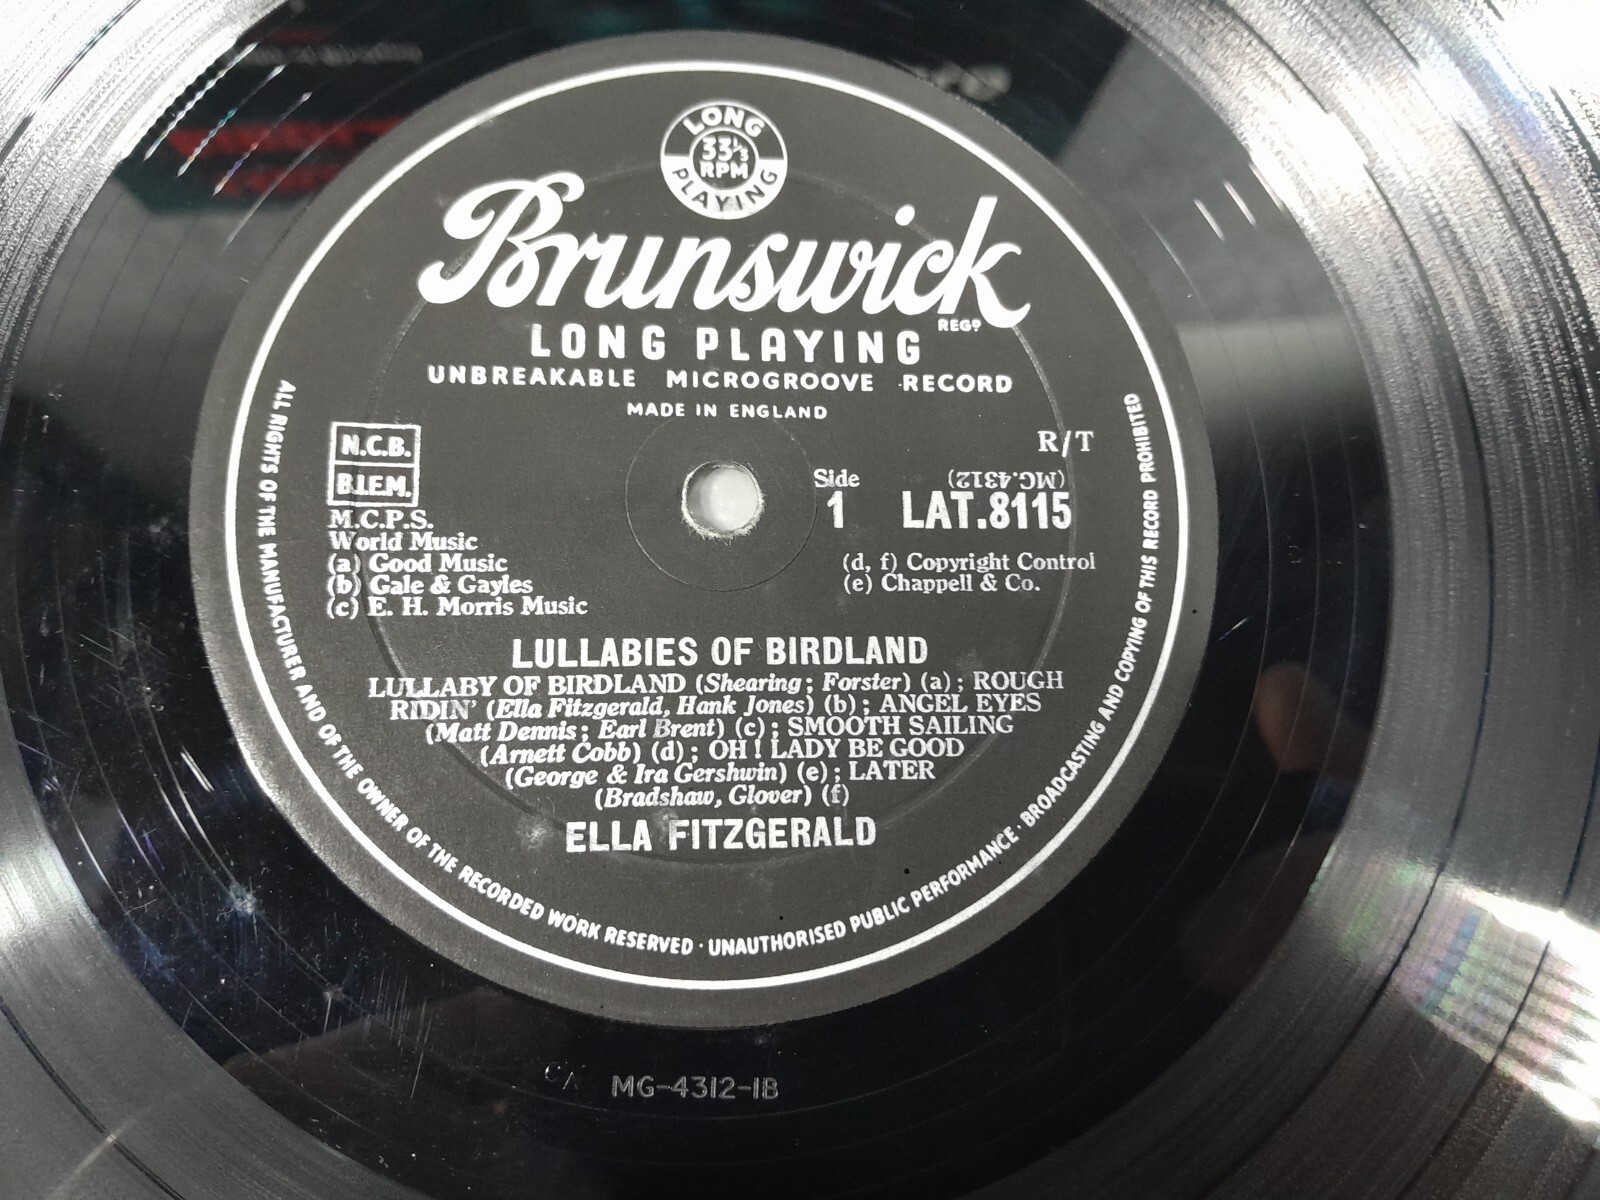 LONG
33⅓
RPM
PLAYING
Brunswick
REGD
LONG PLAYING
UNBREAKABLE MICROGROOVE RECORD
MADE IN ENGLAND
R/T
N.C.B.
B.I.E.M.
M.C.P.S.
World Music
(a) Good Music
(b) Gale & Gayles
(c) E. H. Morris Music
Side
1
(MG.4312)
LAT.8115
(d, f) Copyright Control
(e) Chappell & Co.
LULLABIES OF BIRDLAND
LULLABY OF BIRDLAND (Shearing; Forster) (a); ROUGH
RIDIN' (Ella Fitzgerald, Hank Jones) (b); ANGEL EYES
(Matt Dennis; Earl Brent) (c); SMOOTH SAILING
(Arnett Cobb) (d); OH! LADY BE GOOD
(George & Ira Gershwin) (e); LATER
(Bradshaw, Glover) (f)
ELLA FITZGERALD
ALL RIGHTS OF THE MANUFACTURER AND OF THE OWNER OF THE RECORDED WORK RESERVED · UNAUTHORISED PUBLIC PERFORMANCE · BROADCASTING AND COPYING OF THIS RECORD PROHIBITED
CA MG-4312-1B